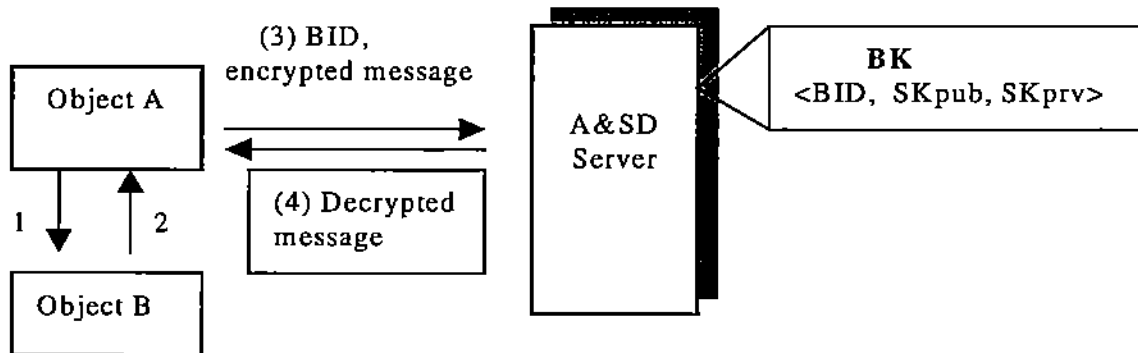 (3) BID,
encrypted message
Object A
A&SD
Server
BK
<BID, SKpub, SKprv>
1
2
(4) Decrypted
message
Object B